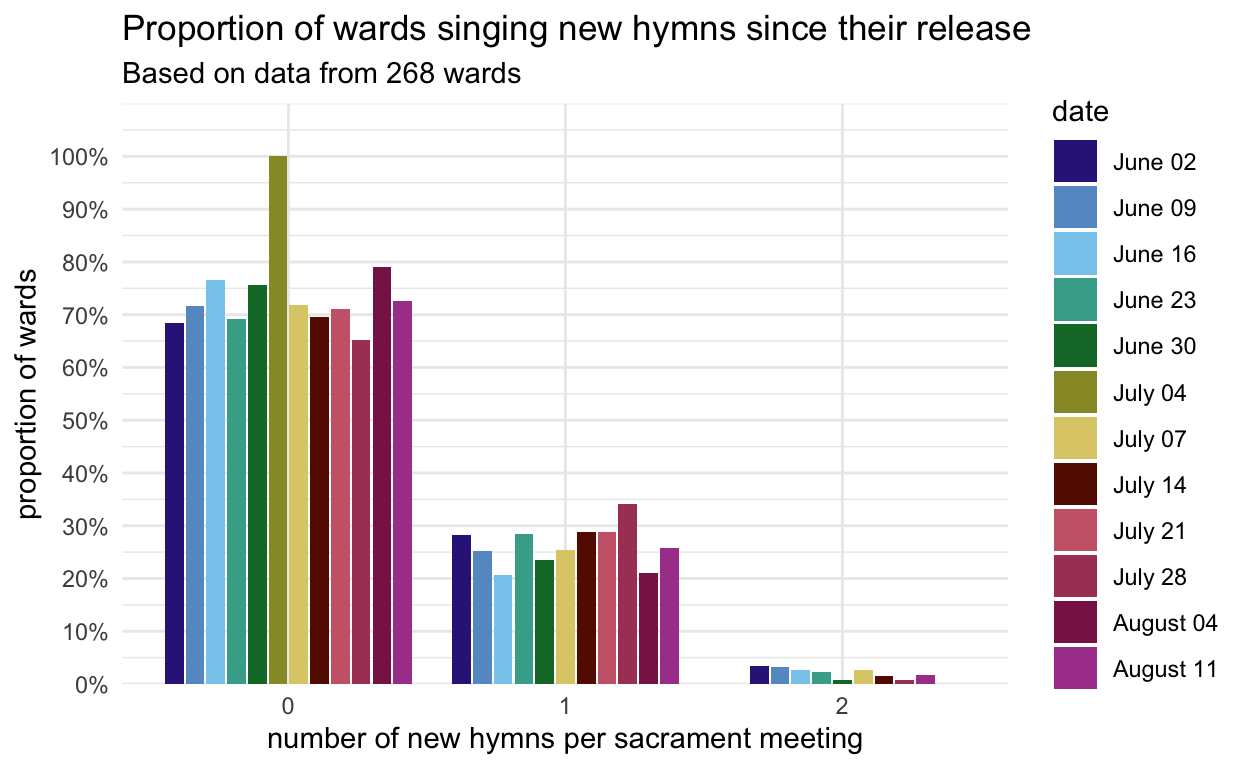 Proportion of wards singing new hymns since their release
Based on data from 268 wards
date
June 02
June 09
June 16
June 23
June 30
July 04
July 07
July 14
July 21
July 28
August 04
August 11
proportion of wards
100%
90%
80%
70%
60%
50%
40%
30%
20%
10%
0%
0 1 2
number of new hymns per sacrament meeting